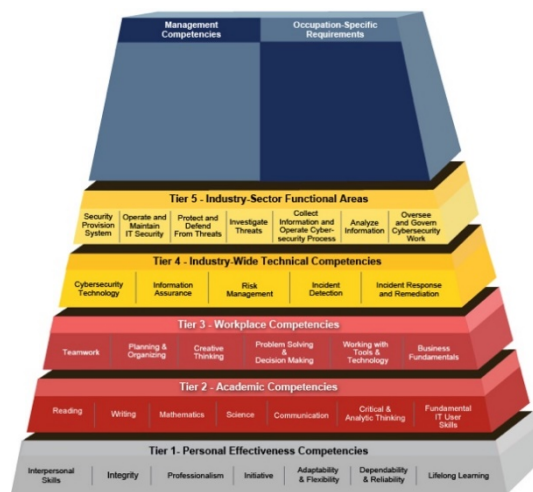 Management
Competencies
Occupation-Specific
Requirements
Tier 5 - Industry-Sector Functional Areas
Security
Provision
System
Operate and
Maintain
IT Security
Protect and
Defend
From Threats
Investigate
Threats
Collect
Information and
Operate Cyber-
security Process
Analyze
Information
Oversee
and Govern
Cybersecurity
Work
Tier 4 - Industry-Wide Technical Competencies
Cybersecurity
Technology
Information
Assurance
Risk
Management
Incident
Detection
Incident Response
and Remediation
Tier 3 - Workplace Competencies
Teamwork
Planning &
Organizing
Creative
Thinking
Problem Solving
&
Decision Making
Working with
Tools &
Technology
Business
Fundamentals
Tier 2 - Academic Competencies
Reading
Writing
Mathematics
Science
Communication
Critical &
Analytic Thinking
Fundamental
IT User
Skills
Tier 1- Personal Effectiveness Competencies
Interpersonal
Skills
Integrity
Professionalism
Initiative
Adaptability
& Flexibility
Dependability
& Reliability
Lifelong Learning